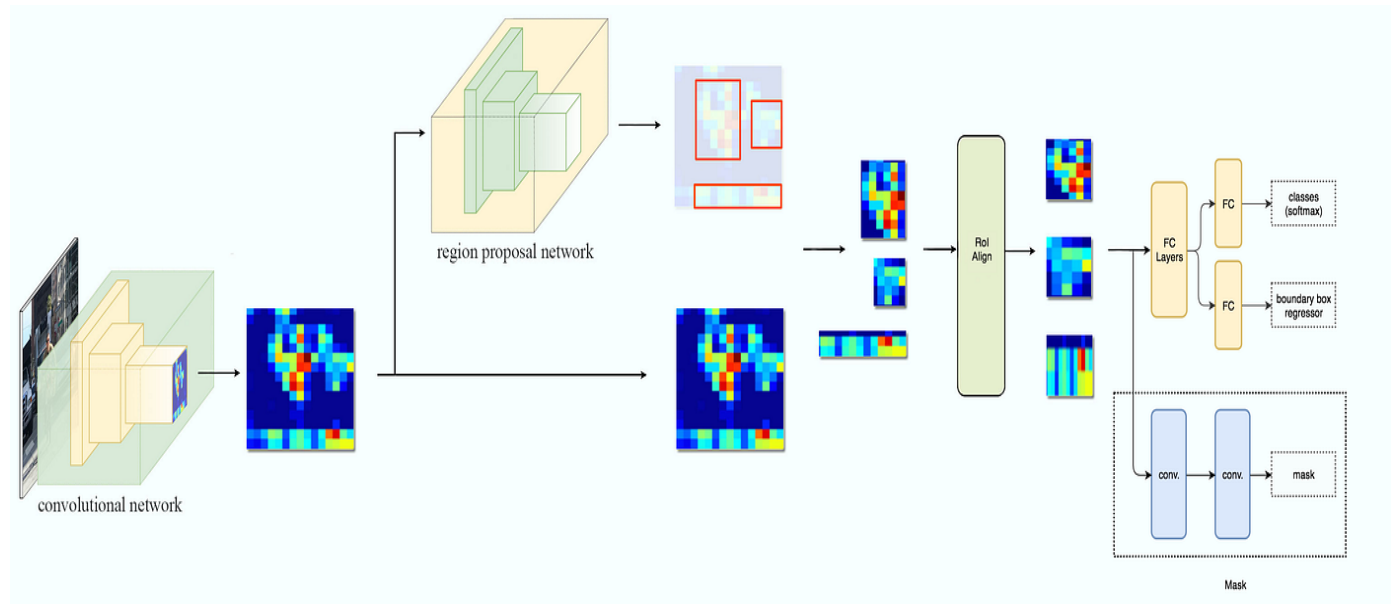 region proposal network
convolutional network
RoI
Align
FC
Layers
FC
classes
(softmax)
FC
boundary box
regressor
conv.
conv.
mask
Mask